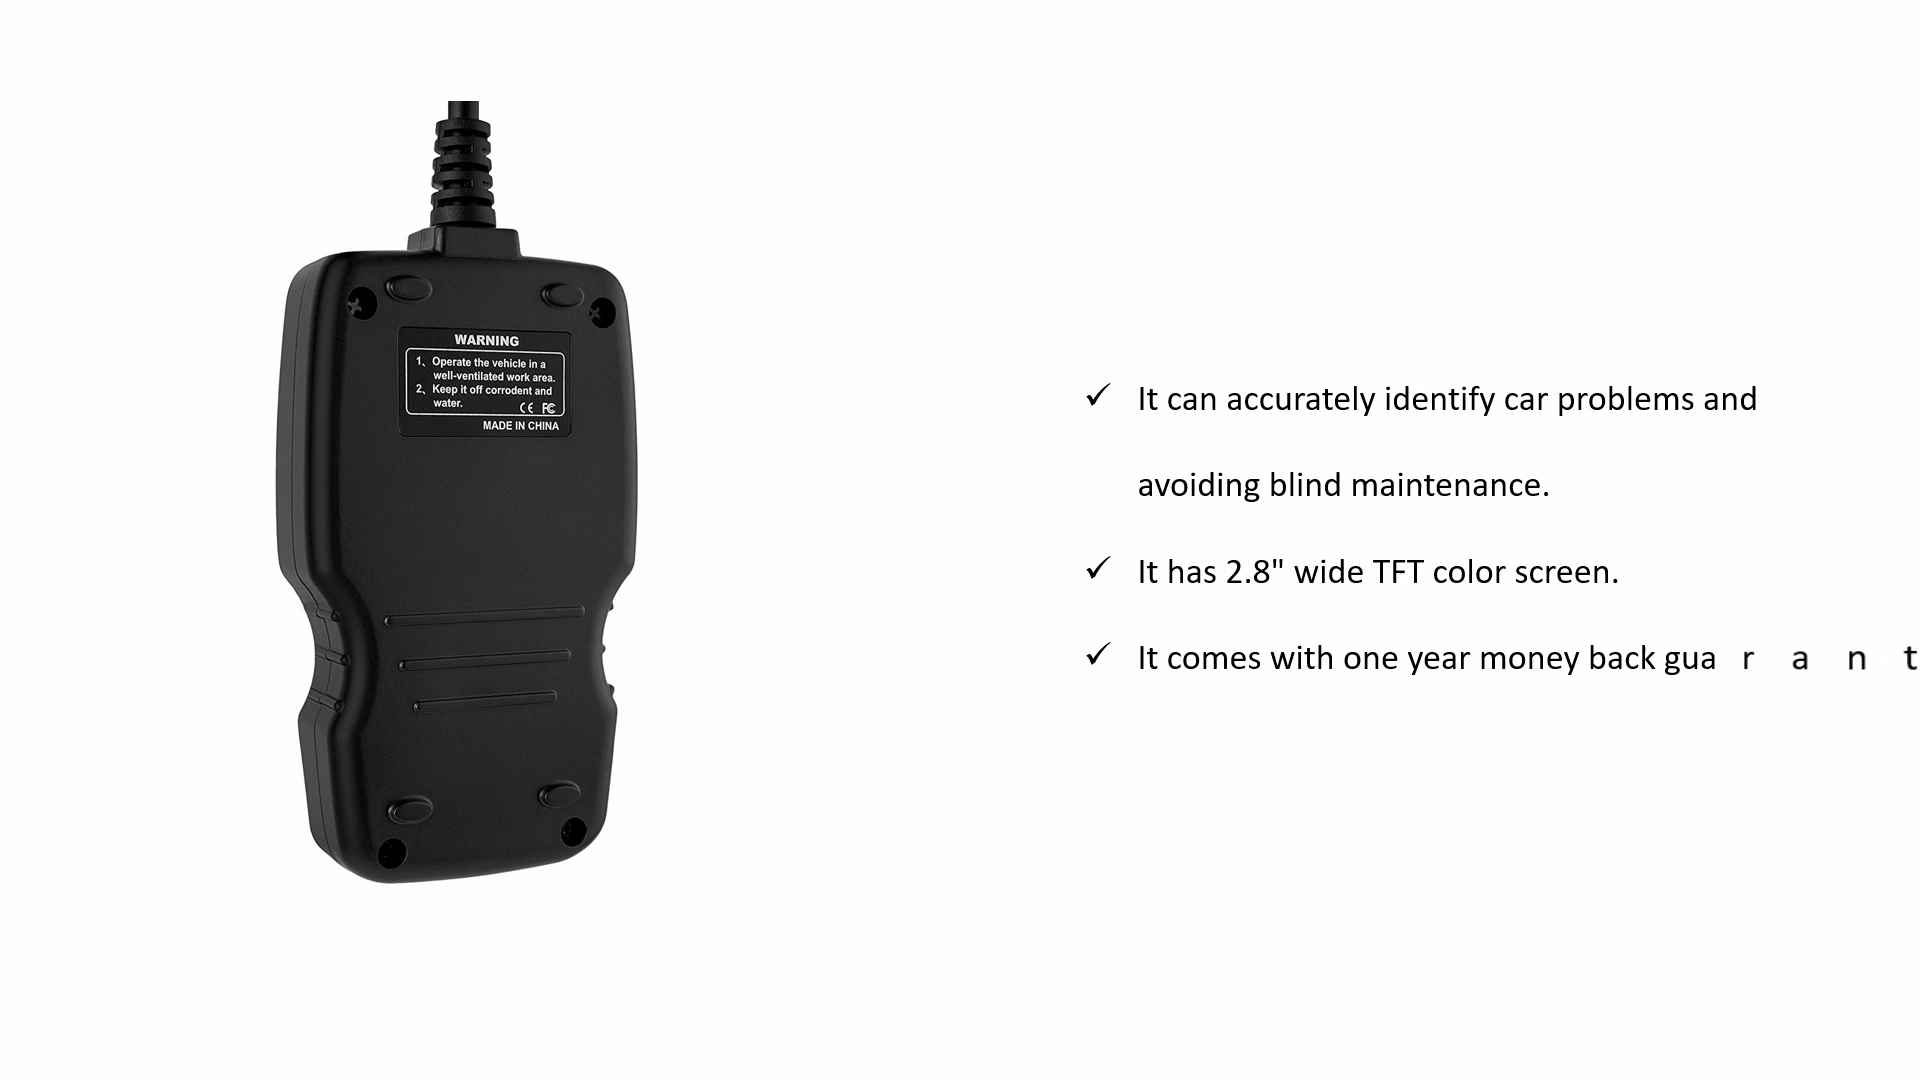 WARNING
1、Operate the vehicle in a
well-ventilated work area.
2、Keep it off corrodent and
water.
CE FC
MADE IN CHINA
✓ It can accurately identify car problems and
avoiding blind maintenance.
✓ It has 2.8" wide TFT color screen.
✓ It comes with one year money back gua r a n t